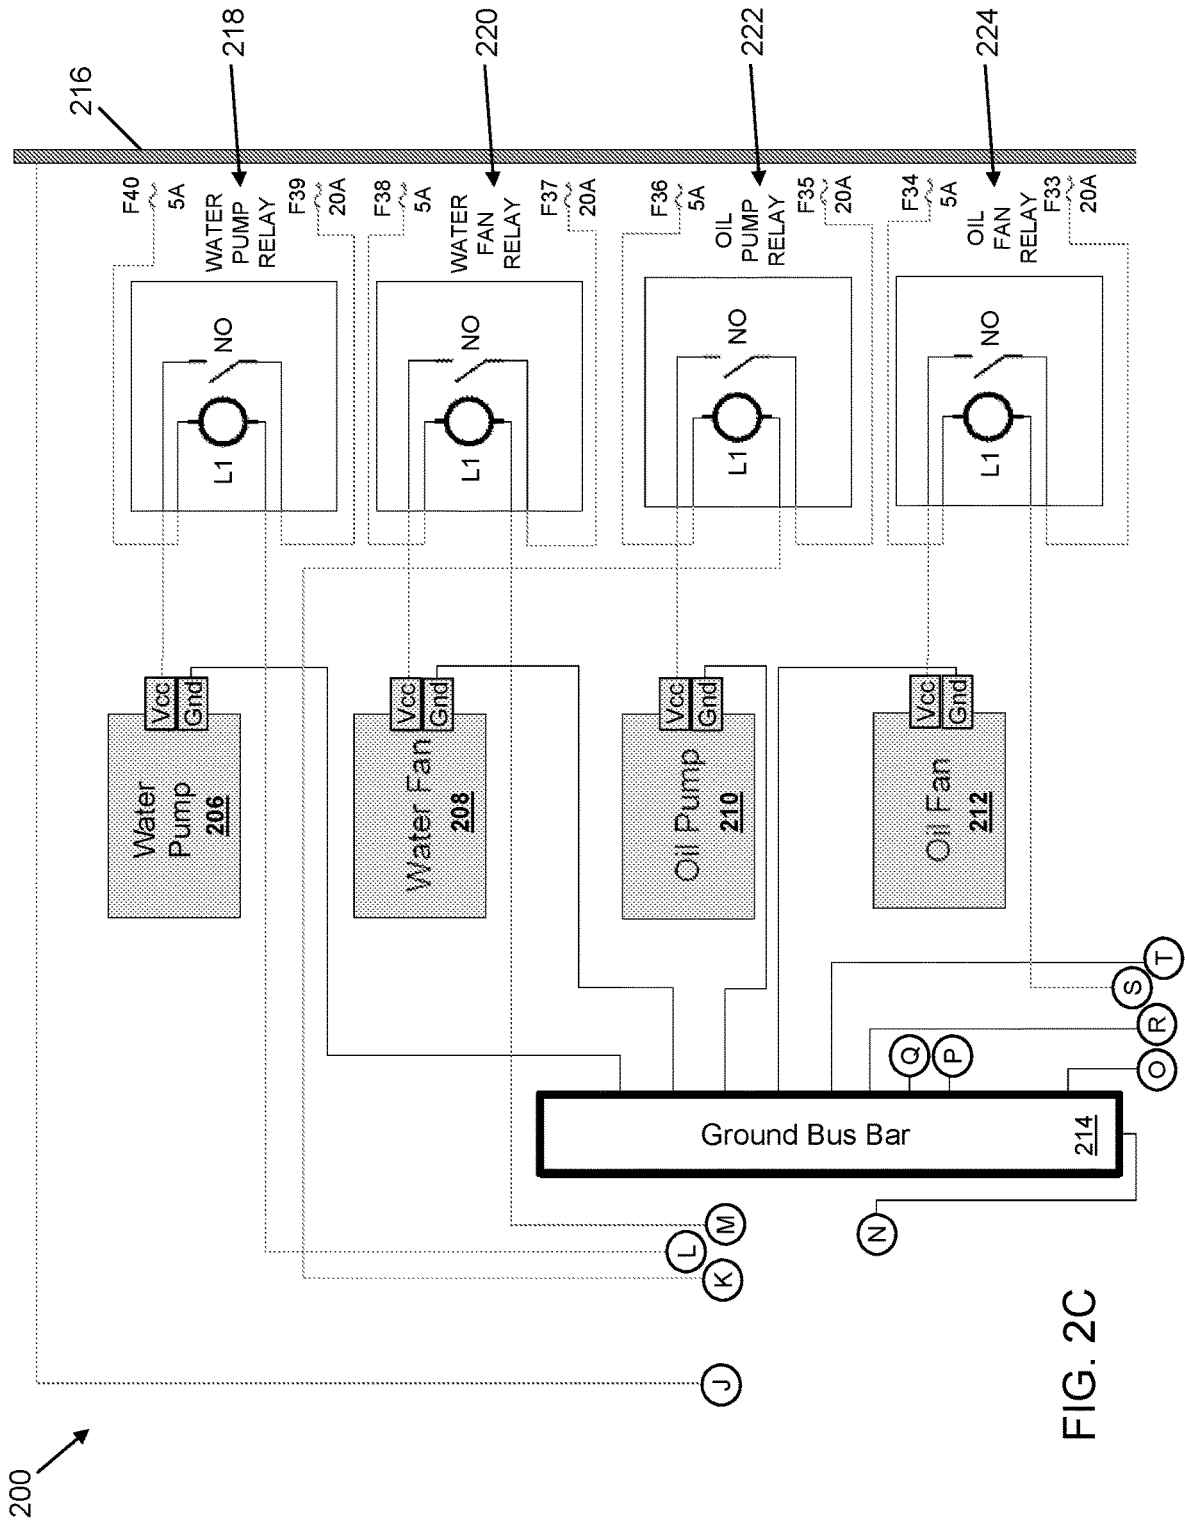 200
216
218
220
222
224
F40
5A
WATER
PUMP
RELAY
F39
20A
F38
5A
WATER
FAN
RELAY
F37
20A
F36
5A
OIL
PUMP
RELAY
F35
20A
F34
5A
OIL
FAN
RELAY
F33
20A
NO
L1
NO
L1
NO
L1
NO
L1
Vcc
Gnd
Water
Pump
206
Vcc
Gnd
Water Fan
208
Vcc
Gnd
Oil Pump
210
Vcc
Gnd
Oil Fan
212
Ground Bus Bar
214
J
K
L
M
N
O
P
Q
R
S
T
FIG. 2C